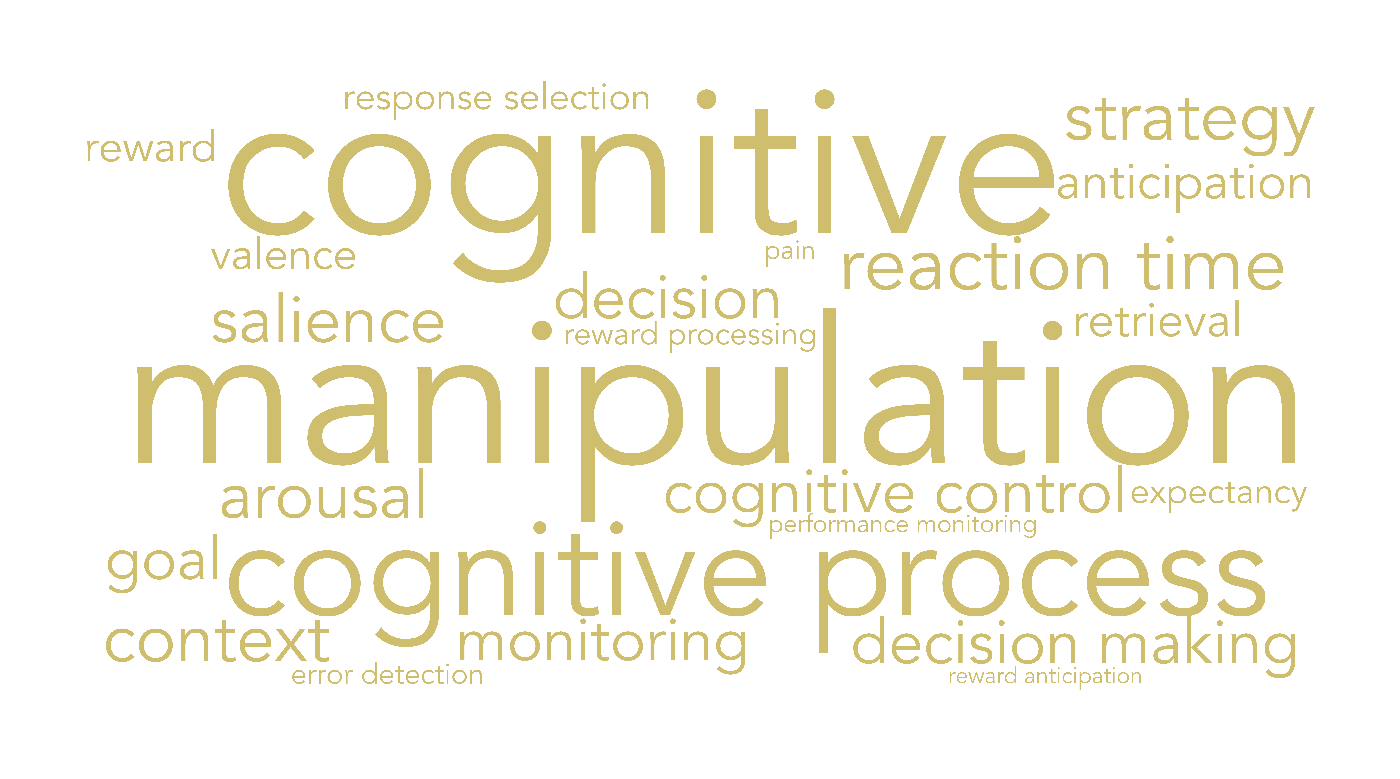 response selection
strategy
reward
cognitive
anticipation
valence
pain
reaction time
decision
salience
retrieval
reward processing
manipulation
arousal
cognitive control
expectancy
performance monitoring
goal
cognitive process
context
monitoring
decision making
error detection
reward anticipation